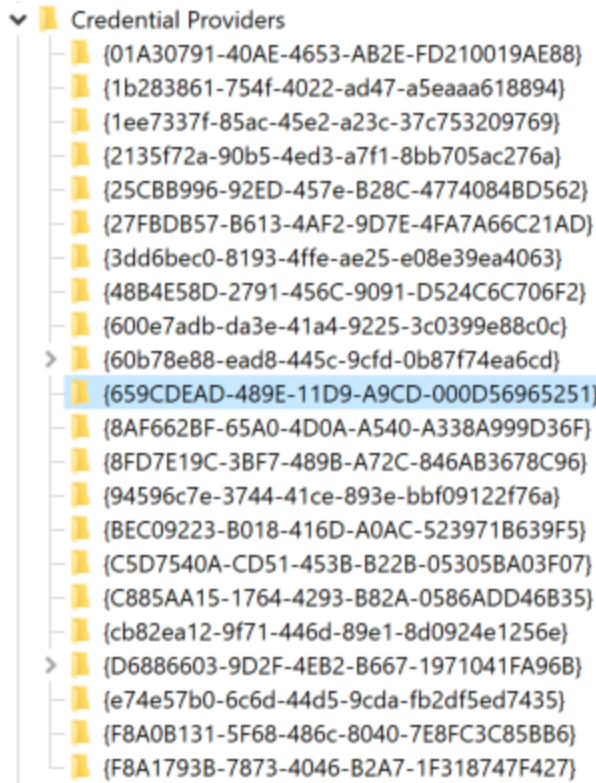 Credential Providers
{01A30791-40AE-4653-AB2E-FD210019AE88}
{1b283861-754f-4022-ad47-a5eaaa618894}
{1ee7337f-85ac-45e2-a23c-37c753209769}
{2135f72a-90b5-4ed3-a7f1-8bb705ac276a}
{25CBB996-92ED-457e-B28C-4774084BD562}
{27FBDB57-B613-4AF2-9D7E-4FA7A66C21AD}
{3dd6bec0-8193-4ffe-ae25-e08e39ea4063}
{48B4E58D-2791-456C-9091-D524C6C706F2}
{600e7adb-da3e-41a4-9225-3c0399e88c0c}
{60b78e88-ead8-445c-9cfd-0b87f74ea6cd}
{659CDEAD-489E-11D9-A9CD-000D56965251}
{8AF662BF-65A0-4D0A-A540-A338A999D36F}
{8FD7E19C-3BF7-489B-A72C-846AB3678C96}
{94596c7e-3744-41ce-893e-bbf09122f76a}
{BEC09223-B018-416D-A0AC-523971B639F5}
{C5D7540A-CD51-453B-B22B-05305BA03F07}
{C885AA15-1764-4293-B82A-0586ADD46B35}
{cb82ea12-9f71-446d-89e1-8d0924e1256e}
{D6886603-9D2F-4EB2-B667-1971041FA96B}
{e74e57b0-6c6d-44d5-9cda-fb2df5ed7435}
{F8A0B131-5F68-486c-8040-7E8FC3C85BB6}
{F8A1793B-7873-4046-B2A7-1F318747F427}